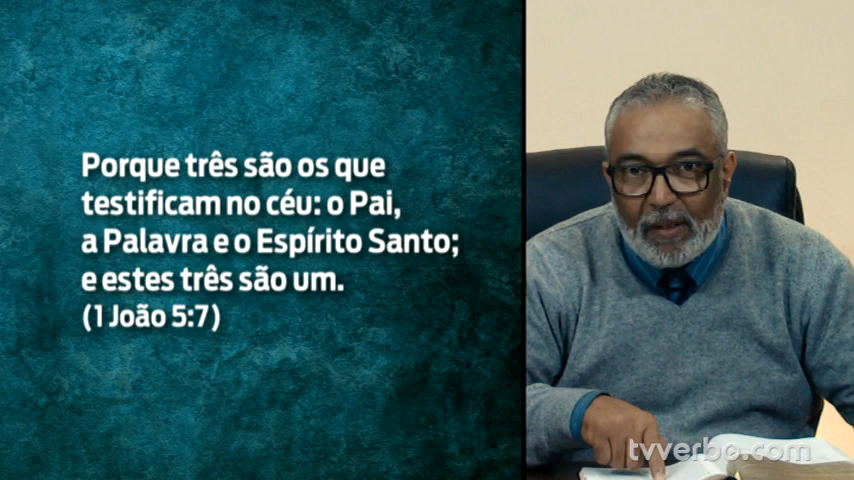 Porque três são os que
testificam no céu: o Pai,
a Palavra e o Espírito Santo;
e estes três são um.
(1 João 5:7)
tvverbo.com